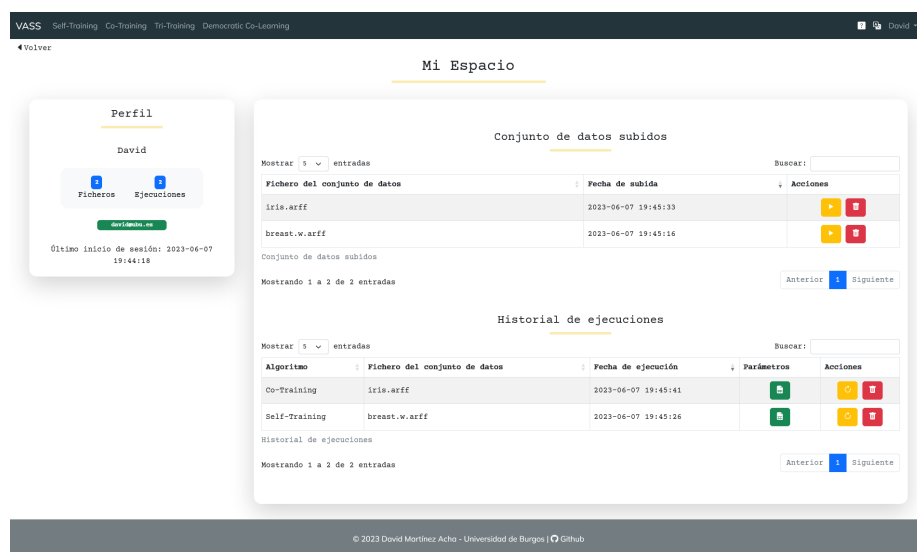 VASS Self-Training Co-Training Tri-Training Democratic Co-Learning David
Volver
Mi Espacio
Perfil
David
2 2
Ficheros Ejecuciones
david@ubu.es
Último inicio de sesión: 2023-06-07
19:44:18
Conjunto de datos subidos
Mostrar 5 entradas Buscar:
Fichero del conjunto de datos Fecha de subida Acciones
iris.arff 2023-06-07 19:45:33
breast.w.arff 2023-06-07 19:45:16
Conjunto de datos subidos
Mostrando 1 a 2 de 2 entradas Anterior 1 Siguiente
Historial de ejecuciones
Mostrar 5 entradas Buscar:
Algoritmo Fichero del conjunto de datos Fecha de ejecución Parámetros Acciones
Co-Training iris.arff 2023-06-07 19:45:41
Self-Training breast.w.arff 2023-06-07 19:45:26
Historial de ejecuciones
Mostrando 1 a 2 de 2 entradas Anterior 1 Siguiente
© 2023 David Martínez Acha - Universidad de Burgos | Github